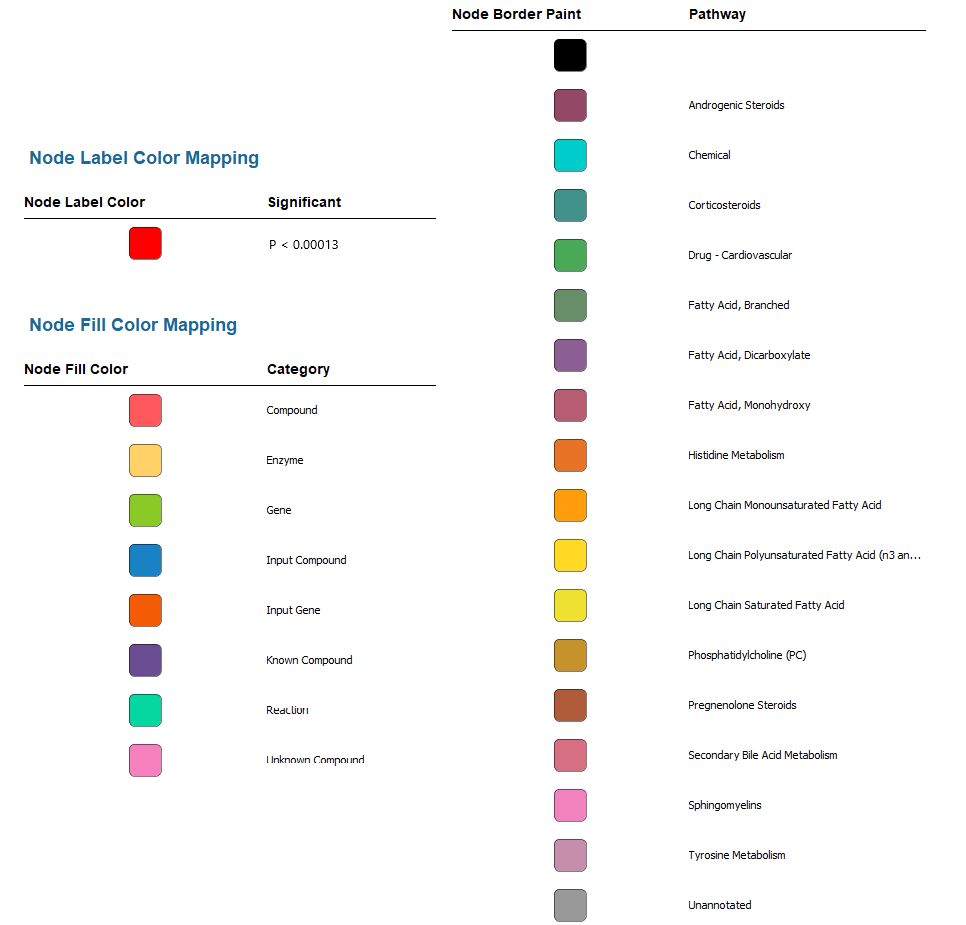 Node Label Color Mapping
Node Label Color Significant
P < 0.00013
Node Fill Color Mapping
Node Fill Color Category
Compound
Enzyme
Gene
Input Compound
Input Gene
Known Compound
Reaction
Unknown Compound
Node Border Paint Pathway
Androgenic Steroids
Chemical
Corticosteroids
Drug - Cardiovascular
Fatty Acid, Branched
Fatty Acid, Dicarboxylate
Fatty Acid, Monohydroxy
Histidine Metabolism
Long Chain Monounsaturated Fatty Acid
Long Chain Polyunsaturated Fatty Acid (n3 an...
Long Chain Saturated Fatty Acid
Phosphatidylcholine (PC)
Pregnenolone Steroids
Secondary Bile Acid Metabolism
Sphingomyelins
Tyrosine Metabolism
Unannotated